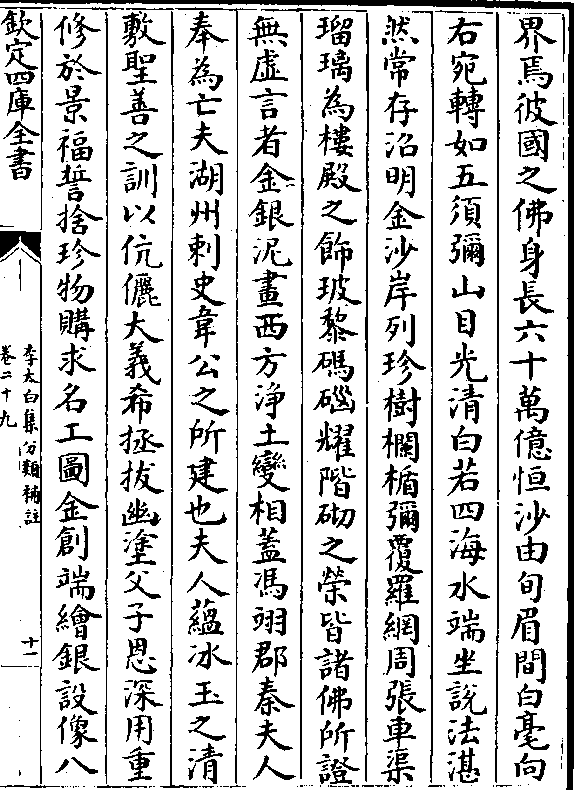 界焉彼國之佛身長六十萬億恒沙由旬眉間白毫向
右宛轉如五須彌山目光清白若四海水端坐說法湛
然常存沼明金沙岸列珍樹欄楯彌覆羅網周張車渠
瑠璃為樓殿之飾玻黎碼碯耀階砌之榮皆諸佛所證
無虚言者金銀泥畫西方淨土變相蓋馮翊郡秦夫人
奉為亡夫湖州刺史韋公之所建也夫人藴冰玉之清
敷聖善之訓以伉儷大義希拯拔幽塗父子恩深用重
修於景福誓捨珍物購求名工圖金創端繪銀設像八
欽定四庫全書
李太白集分類補註
卷二十九
十一